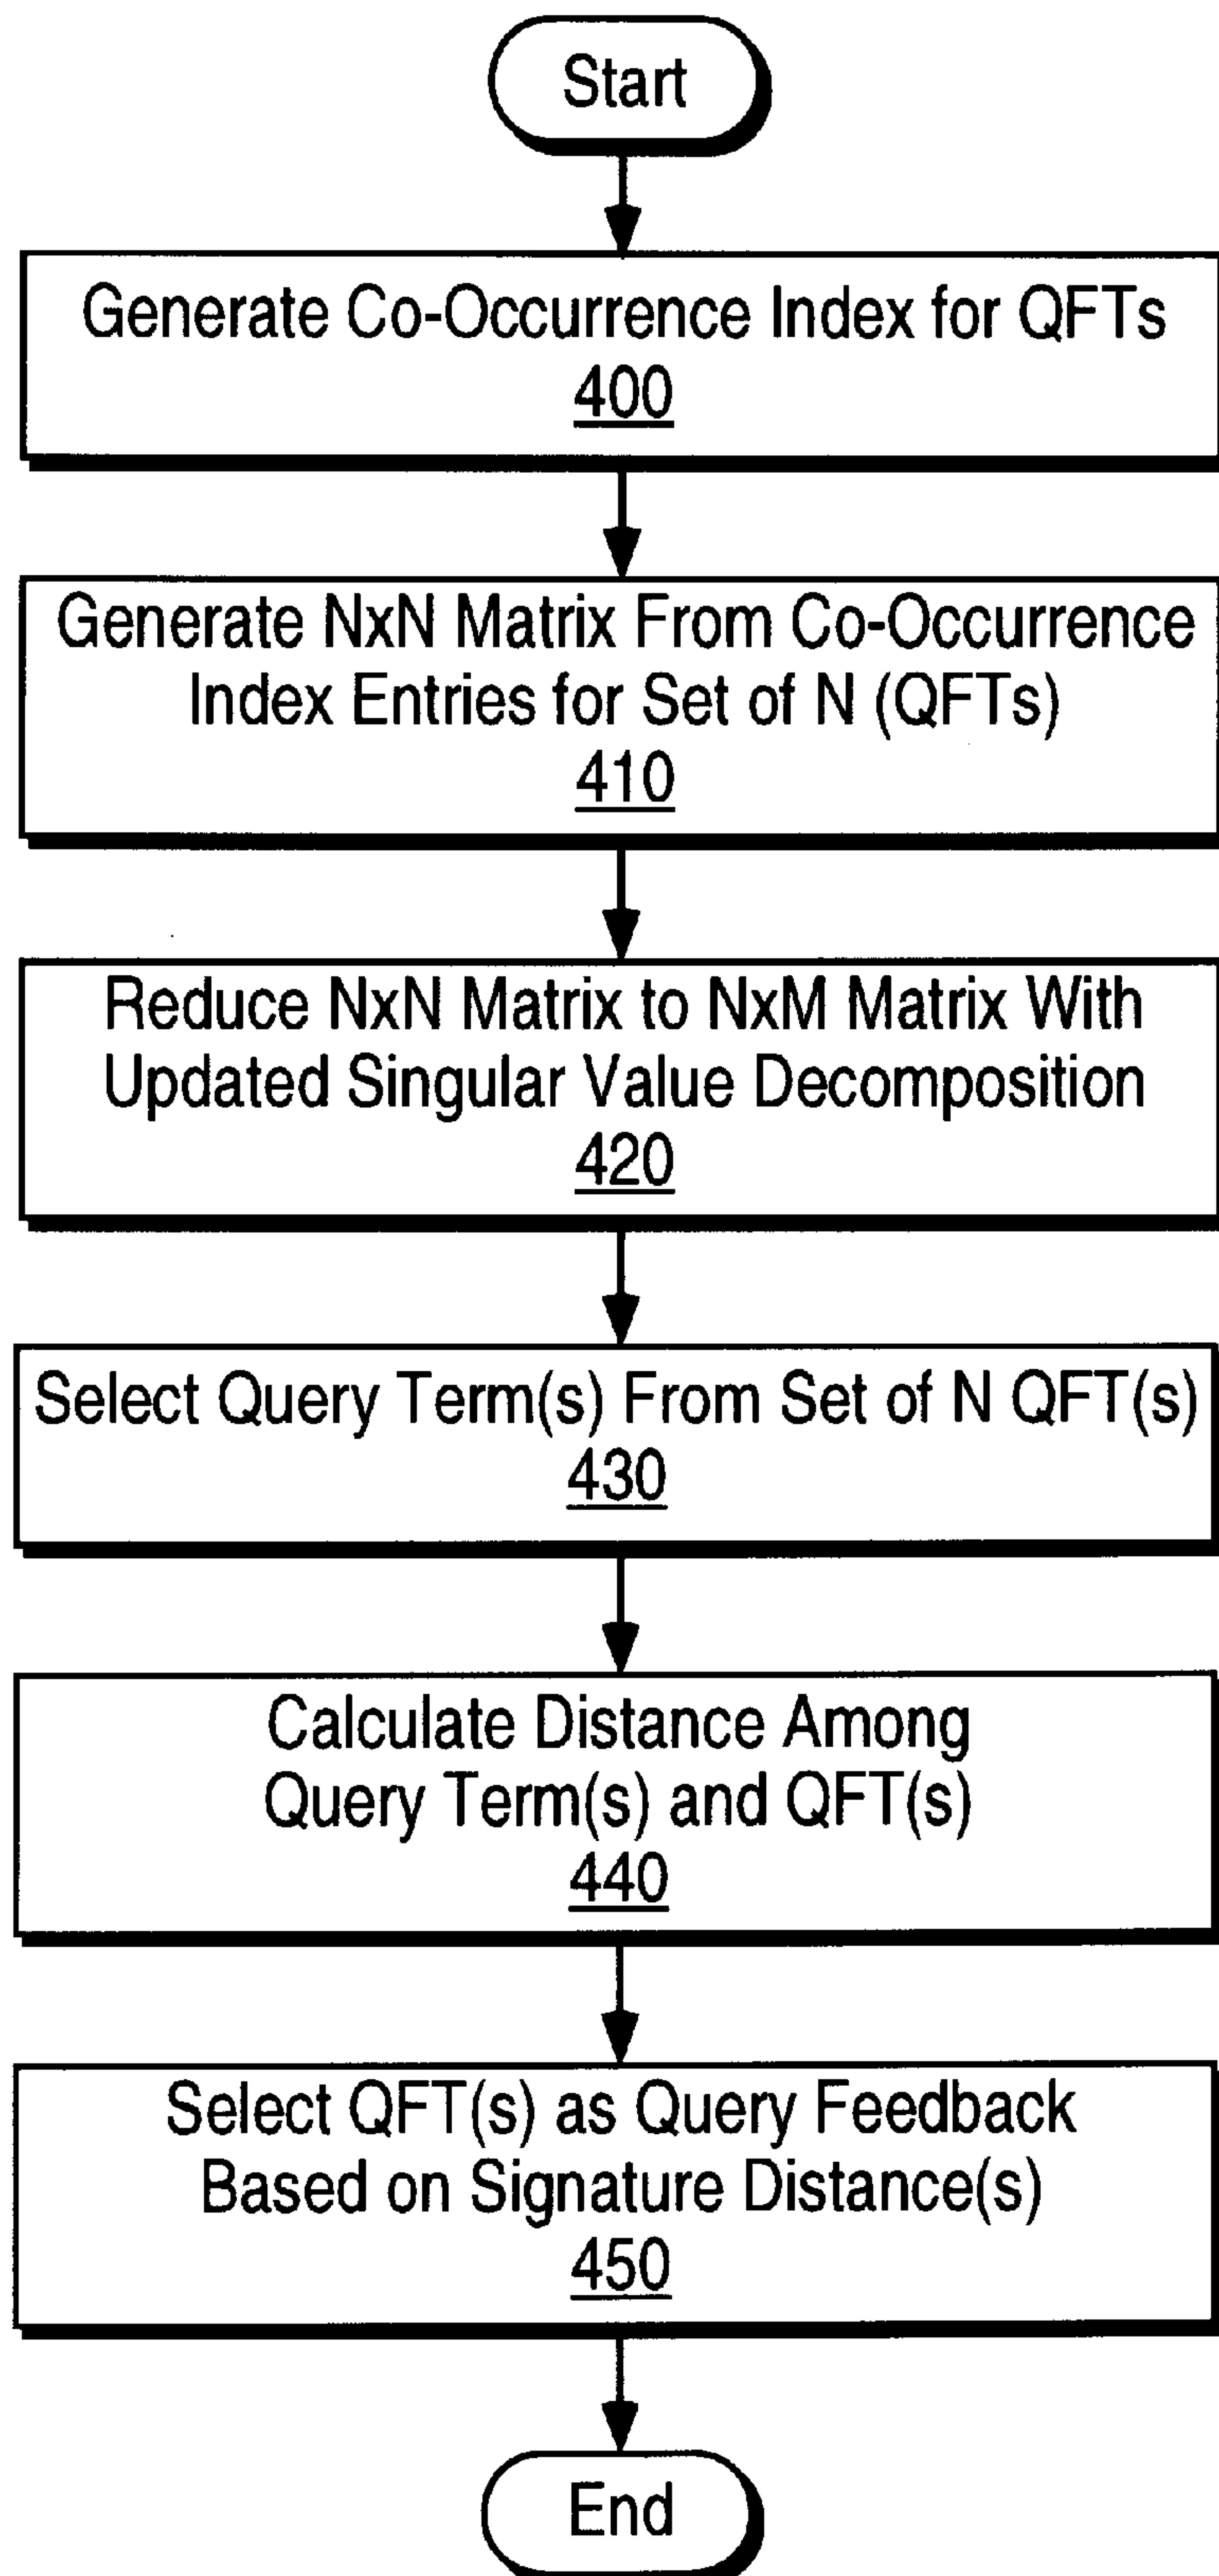 Start
Generate Co-Occurrence Index for QFTs
400
Generate NxN Matrix From Co-Occurrence
Index Entries for Set of N (QFTs)
410
Reduce NxN Matrix to NxM Matrix With
Updated Singular Value Decomposition
420
Select Query Term(s) From Set of N QFT(s)
430
Calculate Distance Among
Query Term(s) and QFT(s)
440
Select QFT(s) as Query Feedback
Based on Signature Distance(s)
450
End